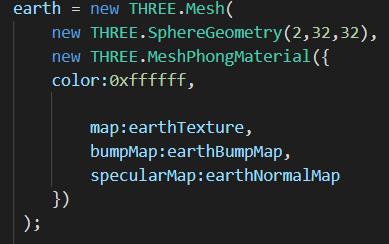 earth = new THREE.Mesh(
new THREE.SphereGeometry(2,32,32),
new THREE.MeshPhongMaterial({
color:0xffffff,
map:earthTexture,
bumpMap:earthBumpMap,
specularMap:earthNormalMap
})
);